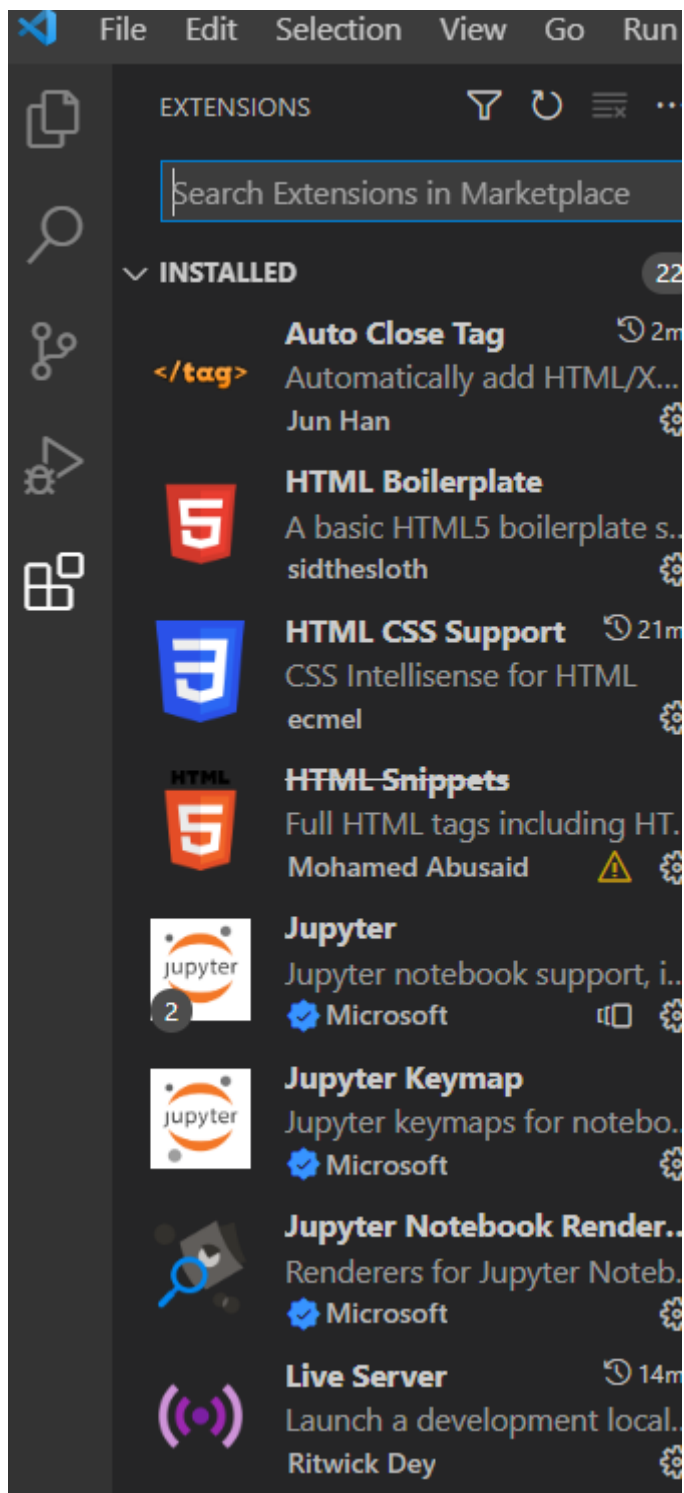 File Edit Selection View Go Run
EXTENSIONS
Search Extensions in Marketplace
INSTALLED 22
Auto Close Tag 2m
</tag> Automatically add HTML/X...
Jun Han
HTML Boilerplate
A basic HTML5 boilerplate s..
sidthesloth
HTML CSS Support 21m
CSS Intellisense for HTML
ecmel
HTML
HTML Snippets
Full HTML tags including HT.
Mohamed Abusaid
Jupyter
jupyter Jupyter notebook support, i..
2 Microsoft
Jupyter Keymap
jupyter Jupyter keymaps for notebo..
Microsoft
Jupyter Notebook Render..
Renderers for Jupyter Noteb.
Microsoft
Live Server 14m
Launch a development local..
Ritwick Dey